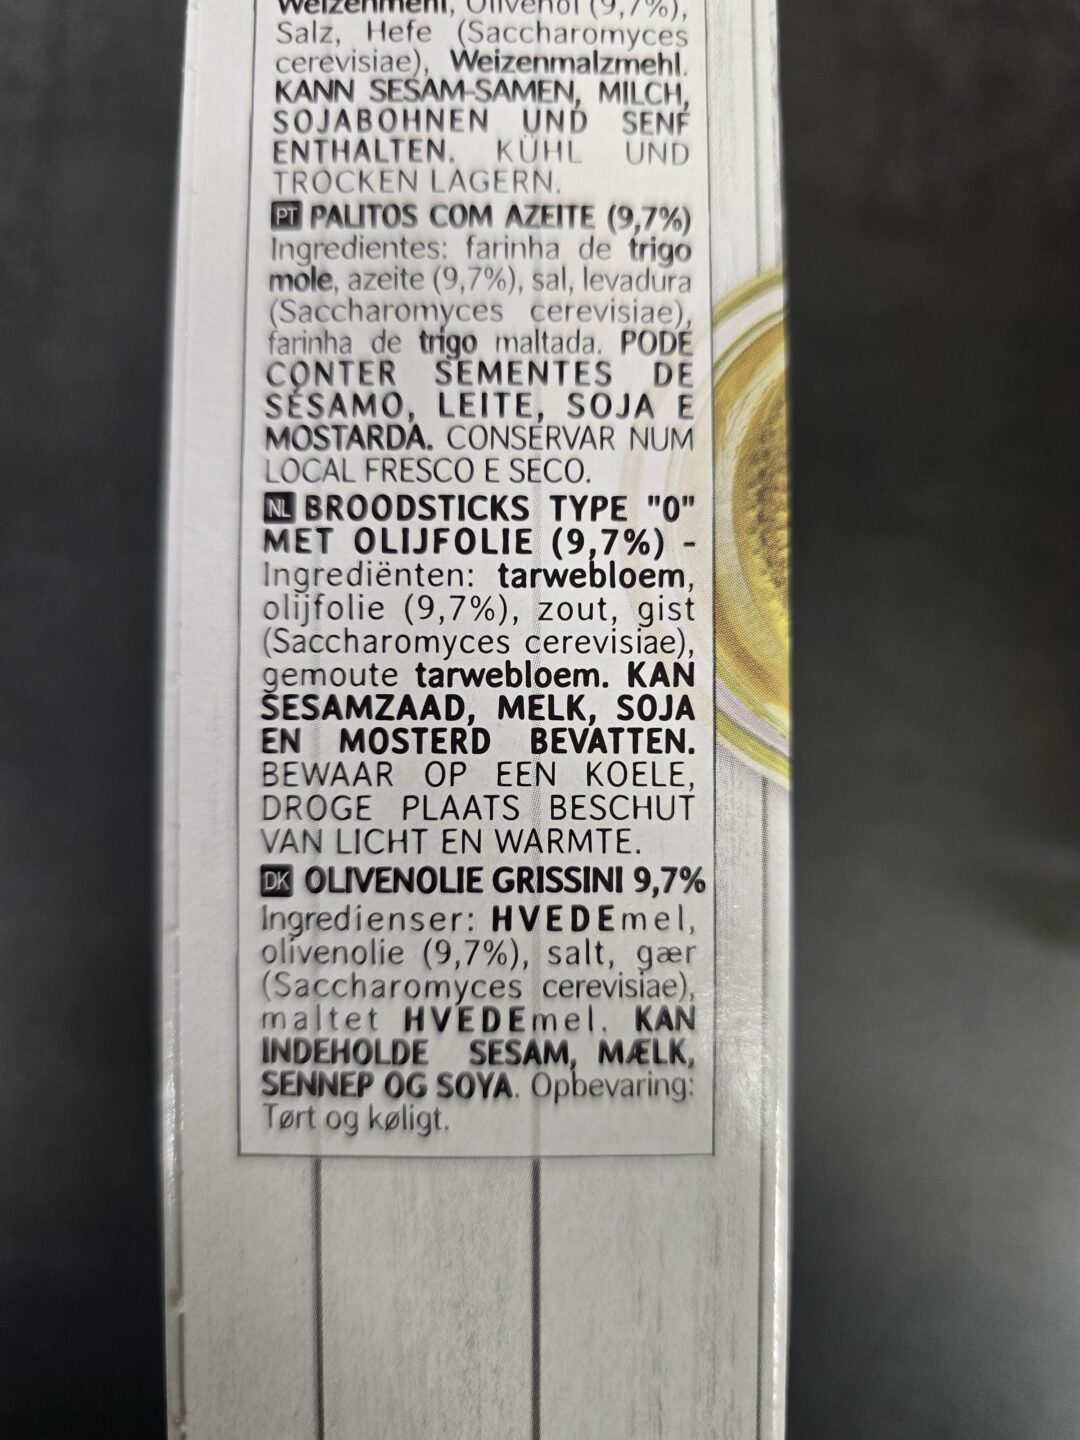 Weizenmehl, Olivenöl (9,7%),
Salz, Hefe (Saccharomyces
cerevisiae), Weizenmalzmehl.
KANN SESAM-SAMEN, MILCH,
SOJABOHNEN UND SENF
ENTHALTEN. KÜHL UND
TROCKEN LAGERN.
PT PALITOS COM AZEITE (9,7%)
Ingredientes: farinha de trigo
mole, azeite (9,7%), sal, levadura
(Saccharomyces cerevisiae),
farinha de trigo maltada. PODE
CONTER SEMENTES DE
SÉSAMO, LEITE, SOJA E
MOSTARDA. CONSERVAR NUM
LOCAL FRESCO E SECO.
NL BROODSTICKS TYPE "0"
MET OLIJFOLIE (9,7%) -
Ingrediënten: tarwebloem,
olijfolie (9,7%), zout, gist
(Saccharomyces cerevisiae),
gemoute tarwebloem. KAN
SESAMZAAD, MELK, SOJA
EN MOSTERD BEVATTEN.
BEWAAR OP EEN KOELE,
DROGE PLAATS BESCHUT
VAN LICHT EN WARMTE.
DK OLIVENOLIE GRISSINI 9,7%
Ingredienser: HVEDEmel,
olivenolie (9,7%), salt, gær
(Saccharomyces cerevisiae),
maltet HVEDEmel. KAN
INDEHOLDE SESAM, MÆLK,
SENNEP OG SOYA. Opbevaring:
Tørt og køligt.